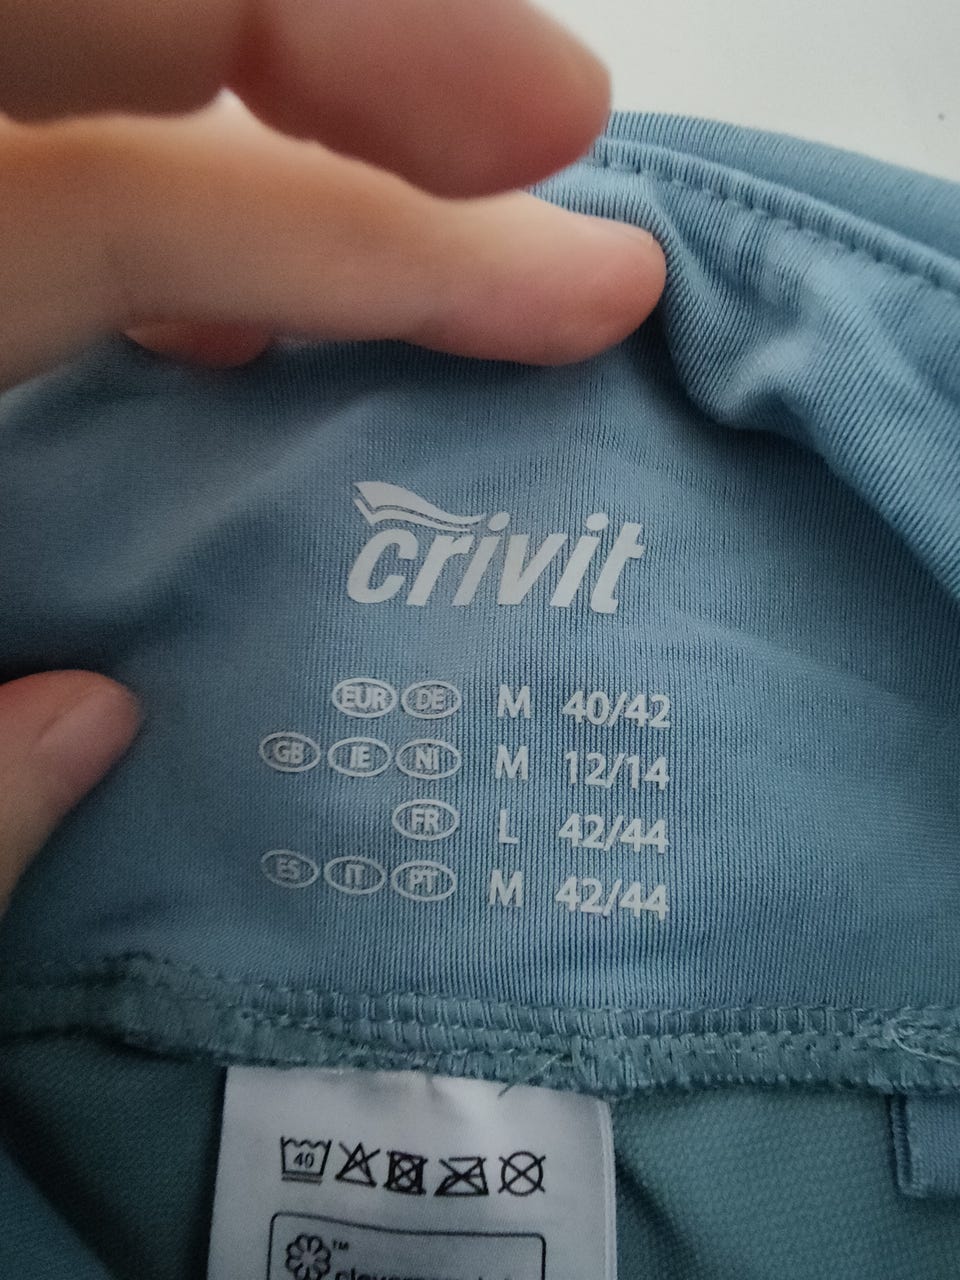 crivit
EUR DE M 40/42
GB IE NI M 12/14
FR L 42/44
ES IT PT M 42/44
40
TM